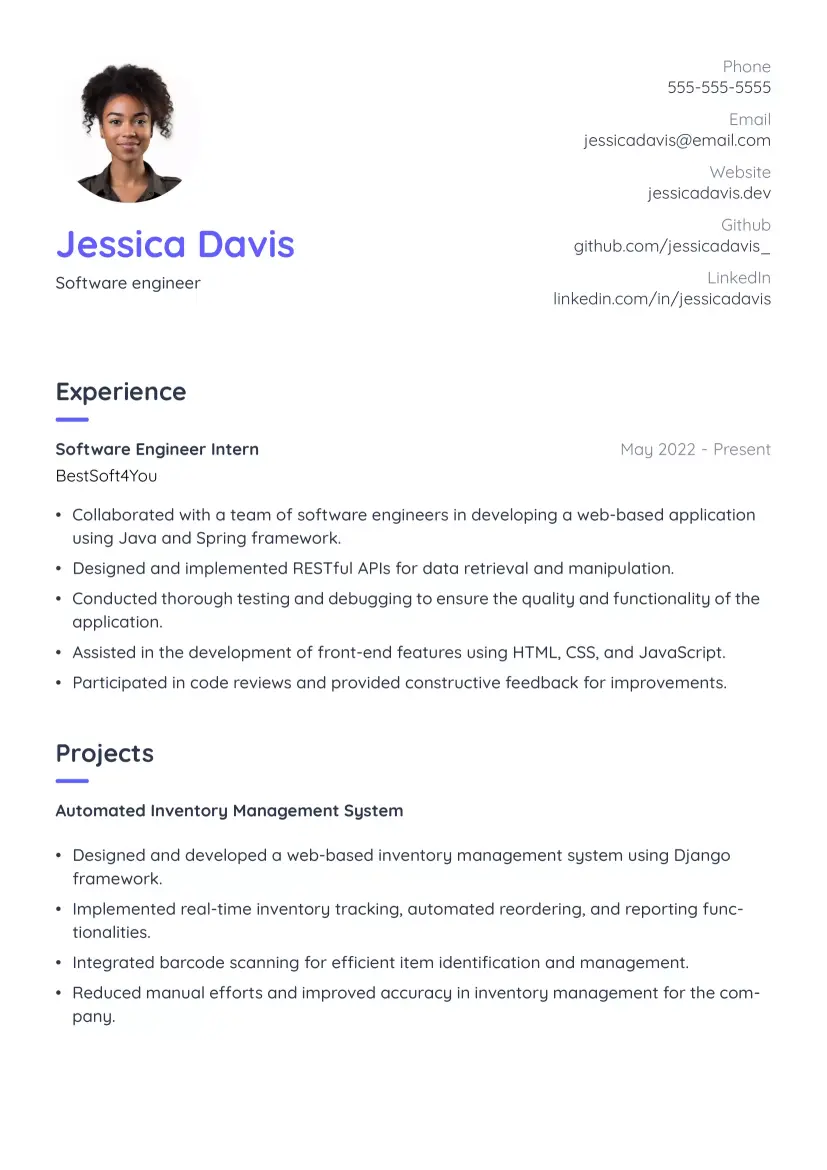 Jessica Davis
Software engineer
Phone
555-555-5555
Email
jessicadavis@email.com
Website
jessicadavis.dev
Github
github.com/jessicadavis_
LinkedIn
linkedin.com/in/jessicadavis
Experience
Software Engineer Intern
May 2022 - Present
BestSoft4You
• Collaborated with a team of software engineers in developing a web-based application
using Java and Spring framework.
• Designed and implemented RESTful APIs for data retrieval and manipulation.
• Conducted thorough testing and debugging to ensure the quality and functionality of the
application.
• Assisted in the development of front-end features using HTML, CSS, and JavaScript.
• Participated in code reviews and provided constructive feedback for improvements.
Projects
Automated Inventory Management System
• Designed and developed a web-based inventory management system using Django
framework.
• Implemented real-time inventory tracking, automated reordering, and reporting func-
tionalities.
• Integrated barcode scanning for efficient item identification and management.
• Reduced manual efforts and improved accuracy in inventory management for the com-
pany.